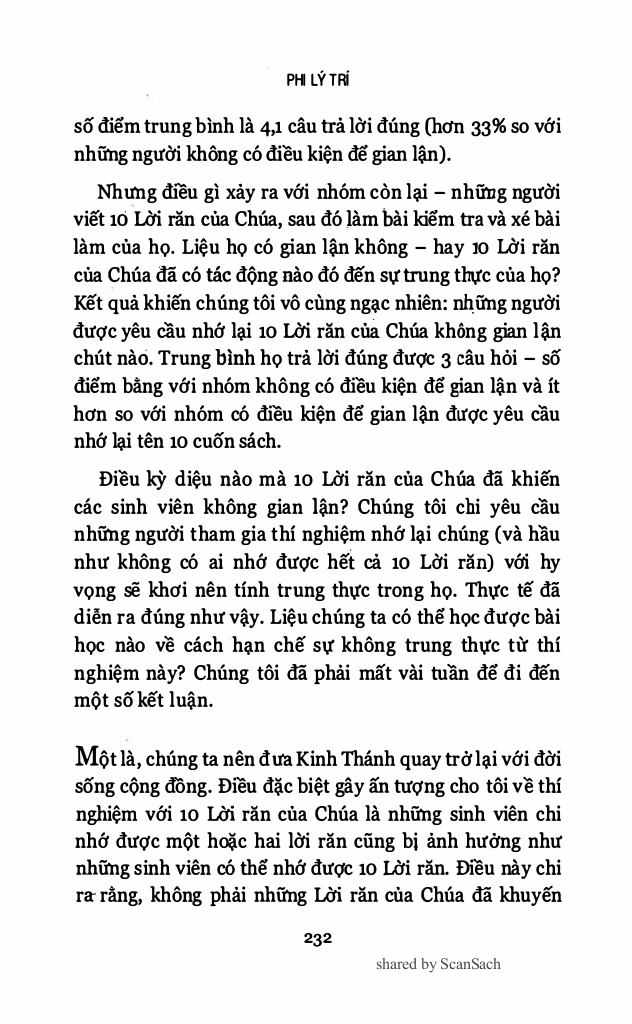 PHI LÝ TRÍ
số điểm trung bình là 4,1 câu trả lời đúng (hơn 33% so với
những người không có điều kiện để gian lận).
Nhưng điều gì xảy ra với nhóm còn lại – những người
viết 10 Lời răn của Chúa, sau đó làm bài kiểm tra và xé bài
làm của họ. Liệu họ có gian lận không – hay 10 Lời răn
của Chúa đã có tác động nào đó đến sự trung thực của họ?
Kết quả khiến chúng tôi vô cùng ngạc nhiên: những người
được yêu cầu nhớ lại 10 Lời răn của Chúa không gian lận
chút nào. Trung bình họ trả lời đúng được 3 câu hỏi – số
điểm bằng với nhóm không có điều kiện để gian lận và ít
hơn so với nhóm có điều kiện để gian lận được yêu cầu
nhớ lại tên 10 cuốn sách.
Điều kỳ diệu nào mà 10 Lời răn của Chúa đã khiến
các sinh viên không gian lận? Chúng tôi chỉ yêu cầu
những người tham gia thí nghiệm nhớ lại chúng (và hầu
như không có ai nhớ được hết cả 10 Lời răn) với hy
vọng sẽ khơi nên tính trung thực trong họ. Thực tế đã
diễn ra đúng như vậy. Liệu chúng ta có thể học được bài
học nào về cách hạn chế sự không trung thực từ thí
nghiệm này? Chúng tôi đã phải mất vài tuần để đi đến
một số kết luận.
Một là, chúng ta nên đưa Kinh Thánh quay trở lại với đời
sống cộng đồng. Điều đặc biệt gây ấn tượng cho tôi về thí
nghiệm với 10 Lời răn của Chúa là những sinh viên chỉ
nhớ được một hoặc hai lời răn cũng bị ảnh hưởng như
những sinh viên có thể nhớ được 10 Lời răn. Điều này chỉ
ra rằng, không phải những Lời răn của Chúa đã khuyến
232
shared by ScanSach